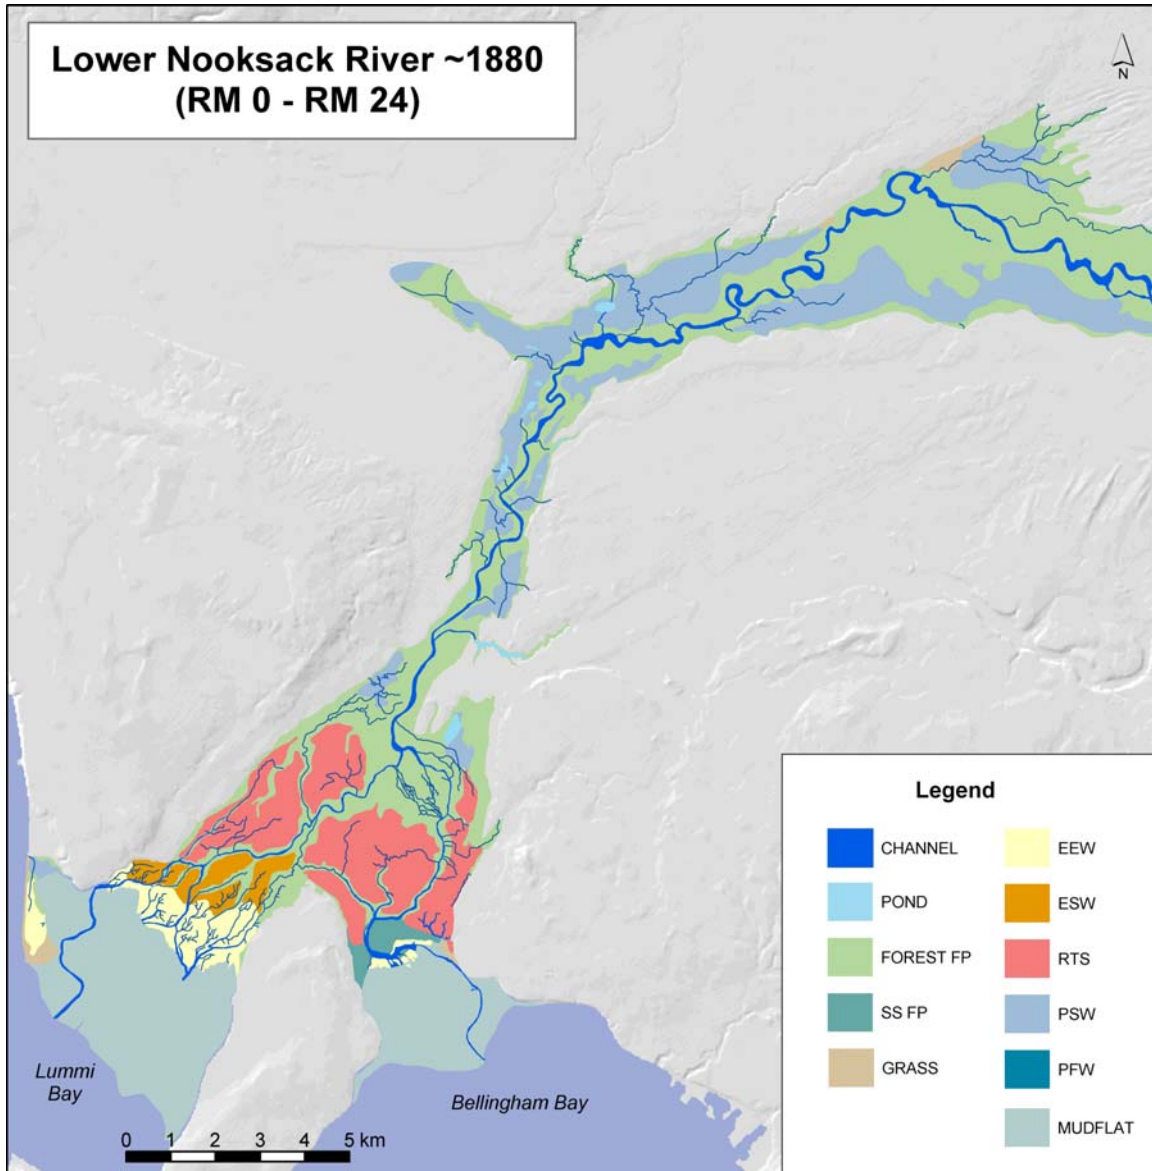 Lower Nooksack River ~1880
(RM 0 - RM 24)
N
Legend
CHANNEL
POND
FOREST FP
SS FP
GRASS
EEW
ESW
RTS
PSW
PFW
MUDFLAT
Lummi
Bay
Bellingham Bay
0 1 2 3 4 5 km